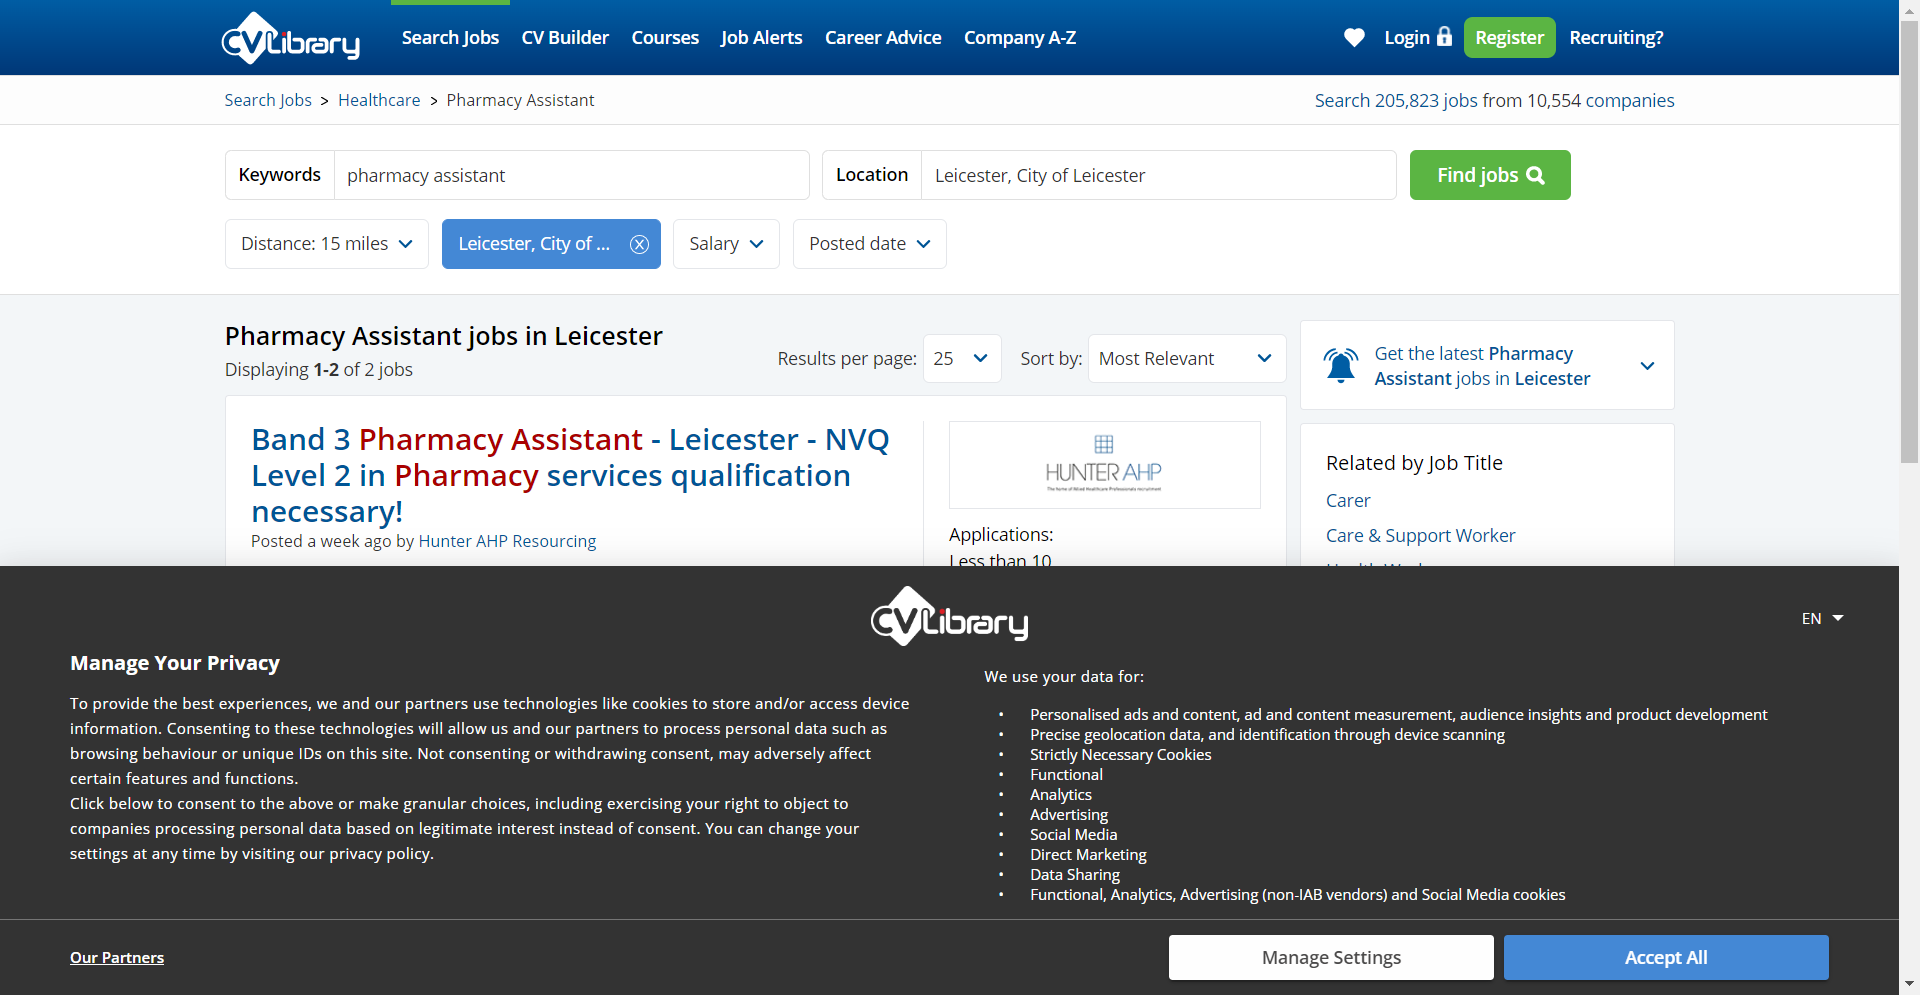 CV Library
Search Jobs CV Builder Courses Job Alerts Career Advice Company A-Z Login Register Recruiting?
Search Jobs > Healthcare > Pharmacy Assistant
Search 205,823 jobs from 10,554 companies
Keywords pharmacy assistant Location Leicester, City of Leicester Find jobs
Distance: 15 miles Leicester, City of ... Salary Posted date
Pharmacy Assistant jobs in Leicester
Displaying 1-2 of 2 jobs
Results per page: 25 Sort by: Most Relevant
Get the latest Pharmacy
Assistant jobs in Leicester
Band 3 Pharmacy Assistant - Leicester - NVQ
Level 2 in Pharmacy services qualification
necessary!
Posted a week ago by Hunter AHP Resourcing
HUNTER AHP
The home of Allied Healthcare Professionals recruitment
Applications:
Less than 10
Related by Job Title
Carer
Care & Support Worker
CV Library
EN
Manage Your Privacy
To provide the best experiences, we and our partners use technologies like cookies to store and/or access device
information. Consenting to these technologies will allow us and our partners to process personal data such as
browsing behaviour or unique IDs on this site. Not consenting or withdrawing consent, may adversely affect
certain features and functions.
Click below to consent to the above or make granular choices, including exercising your right to object to
companies processing personal data based on legitimate interest instead of consent. You can change your
settings at any time by visiting our privacy policy.
We use your data for:
• Personalised ads and content, ad and content measurement, audience insights and product development
• Precise geolocation data, and identification through device scanning
• Strictly Necessary Cookies
• Functional
• Analytics
• Advertising
• Social Media
• Direct Marketing
• Data Sharing
• Functional, Analytics, Advertising (non-IAB vendors) and Social Media cookies
Our Partners
Manage Settings
Accept All